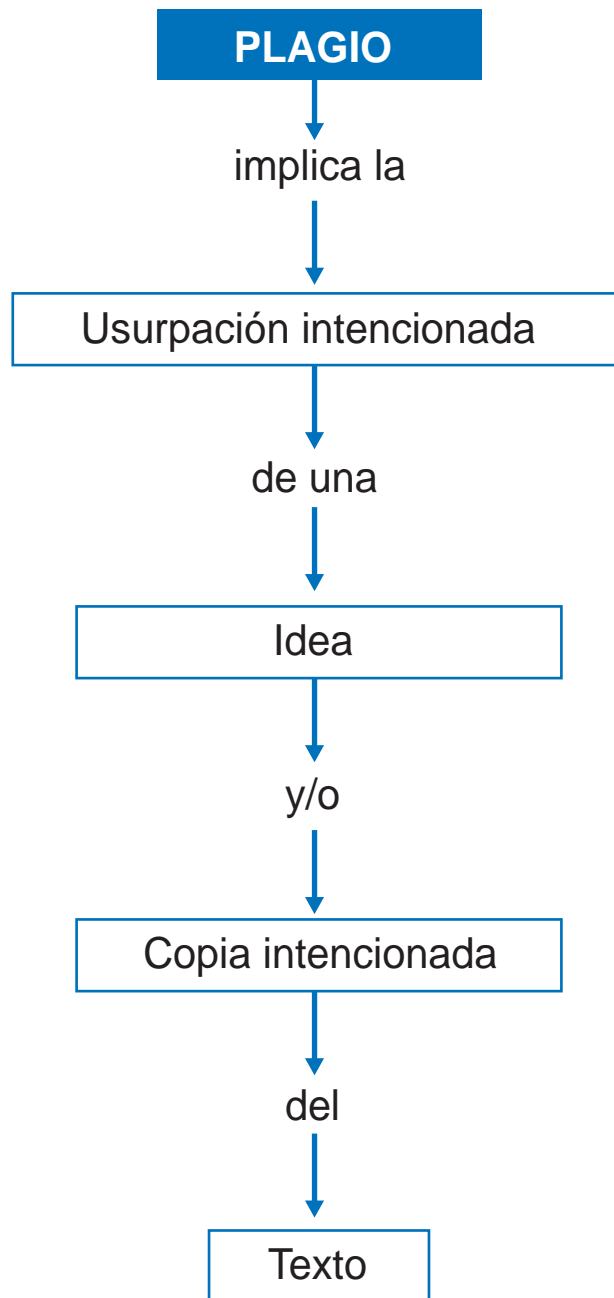 PLAGIO
implica la
Usurpación intencionada
de una
Idea
y/o
Copia intencionada
del
Texto